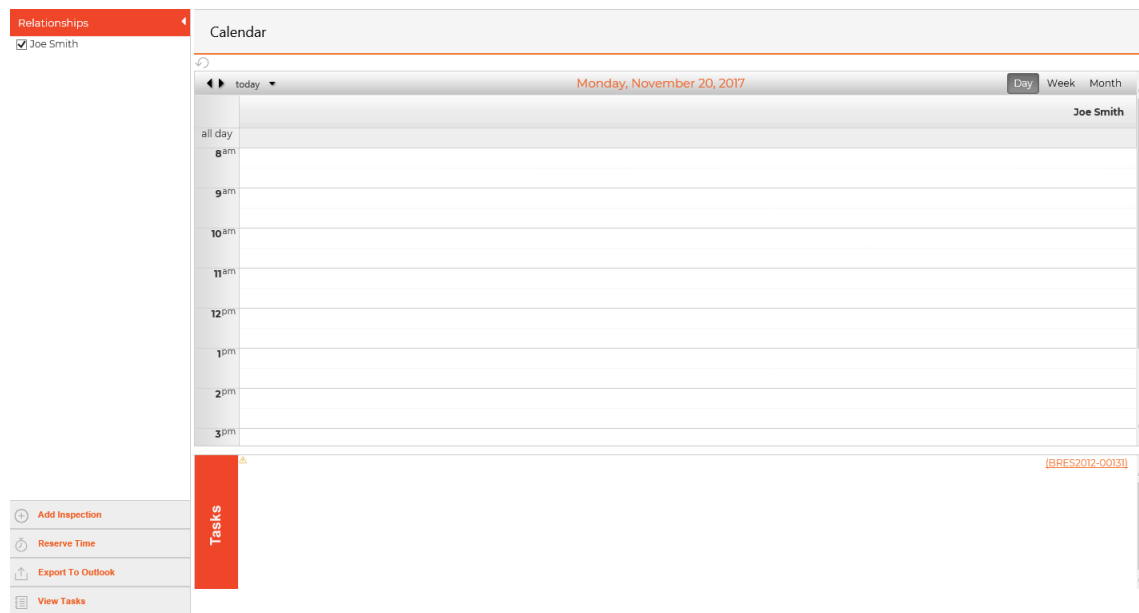 Relationships
Joe Smith
Add Inspection
Reserve Time
Export To Outlook
View Tasks
Calendar
today
Monday, November 20, 2017
Day Week Month
Joe Smith
all day
8am
9am
10am
11am
12pm
1pm
2pm
3pm
Tasks
(BRES2012-00131)